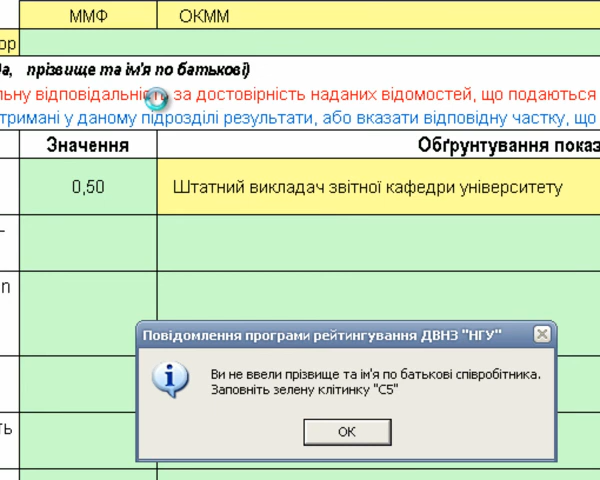 ММФ ОКММ
ор
а, прізвище та ім'я по батькові)
льну відповідальність за достовірність наданих відомостей, що подаються
тримані у даному підрозділі результати, або вказати відповідну частку, що
Значення Обґрунтування показ
0,50 Штатний викладач звітної кафедри університету
–
n
Повідомлення програми рейтингування ДВНЗ "НГУ"
Ви не ввели прізвище та ім'я по батькові співробітника.
Заповніть зелену клітинку "C5"
ть
ОК